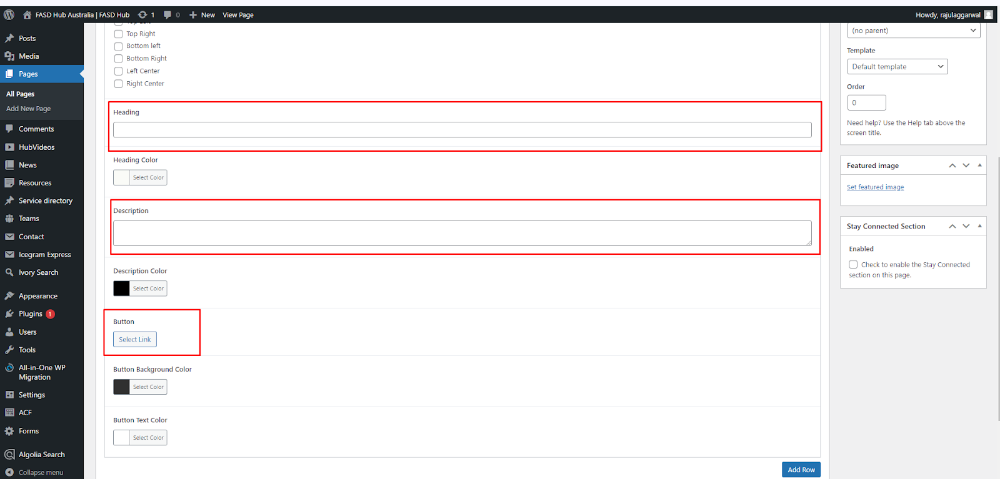 FASD Hub Australia | FASD Hub 1 0 New View Page Howdy, rajulaggarwal
Posts
Media
Pages
All Pages
Add New Page
Comments
HubVideos
News
Resources
Service directory
Teams
Contact
Icegram Express
Ivory Search
Appearance
Plugins 1
Users
Tools
All-in-One WP
Migration
Settings
ACF
Forms
Algolia Search
Collapse menu
Top Left
Top Right
Bottom left
Bottom Right
Left Center
Right Center
Heading
Heading Color
Select Color
Description
Description Color
Select Color
Button
Select Link
Button Background Color
Select Color
Button Text Color
Select Color
Add Row
(no parent)
Template
Default template
Order
0
Need help? Use the Help tab above the
screen title.
Featured image
Set featured image
Stay Connected Section
Enabled
Check to enable the Stay Connected
section on this page.